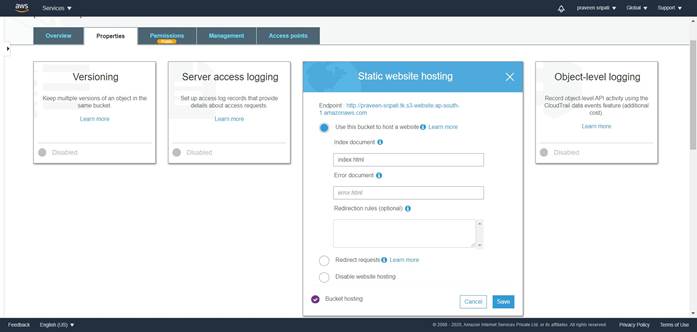 aws
Services
praveen sripati
Global
Support
Overview
Properties
Permissions
Public
Management
Access points
Versioning
Keep multiple versions of an object in the
same bucket
Learn more
Disabled
Server access logging
Set up access log records that provide
details about access requests.
Learn more
Disabled
Static website hosting
Endpoint : http://praveen-sripati.tk.s3-website.ap-south-
1.amazonaws.com
Use this bucket to host a website Learn more
Index document
index.html
Error document
error.html
Redirection rules (optional)
Redirect requests Learn more
Disable website hosting
Bucket hosting
Cancel
Save
Object-level logging
Record object-level API activity using the
CloudTrail data events feature (additional
cost).
Learn more
Disabled
Feedback
English (US)
© 2008 - 2020, Amazon Internet Services Private Ltd. or its affiliates. All rights reserved.
Privacy Policy
Terms of Use